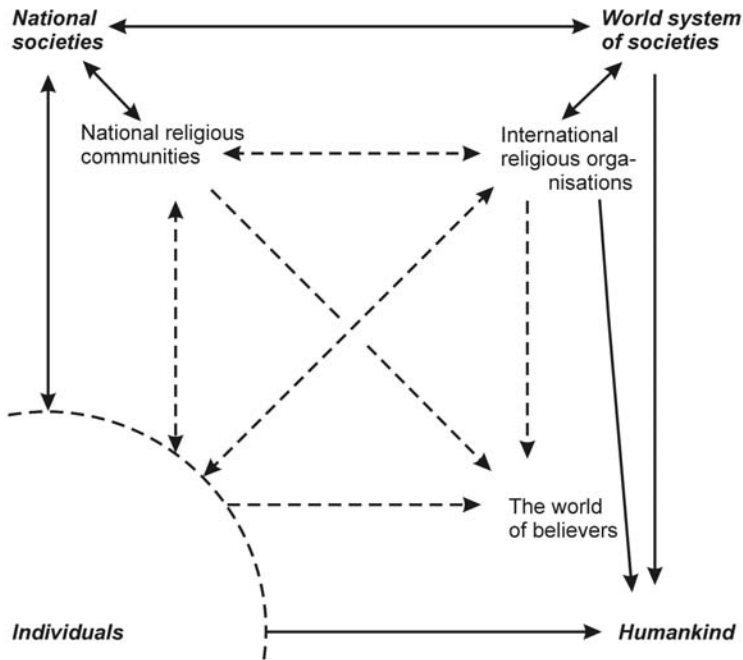 National
societies
World system
of societies
National religious
communities
International
religious orga-
nisations
The world
of believers
Individuals
Humankind